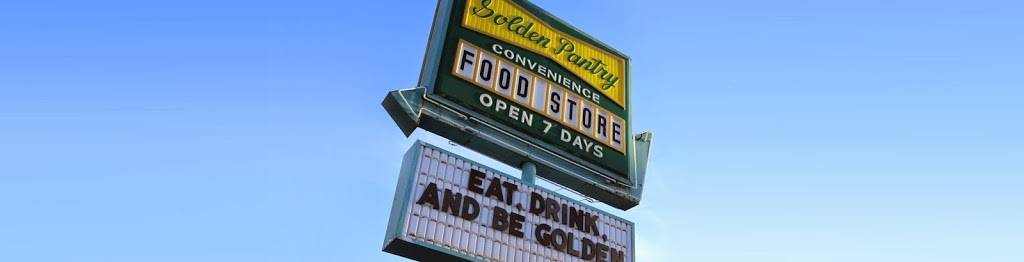 Golden Pantry
CONVENIENCE
FOOD STORE
OPEN 7 DAYS
EAT, DRINK,
AND BE GOLDEN